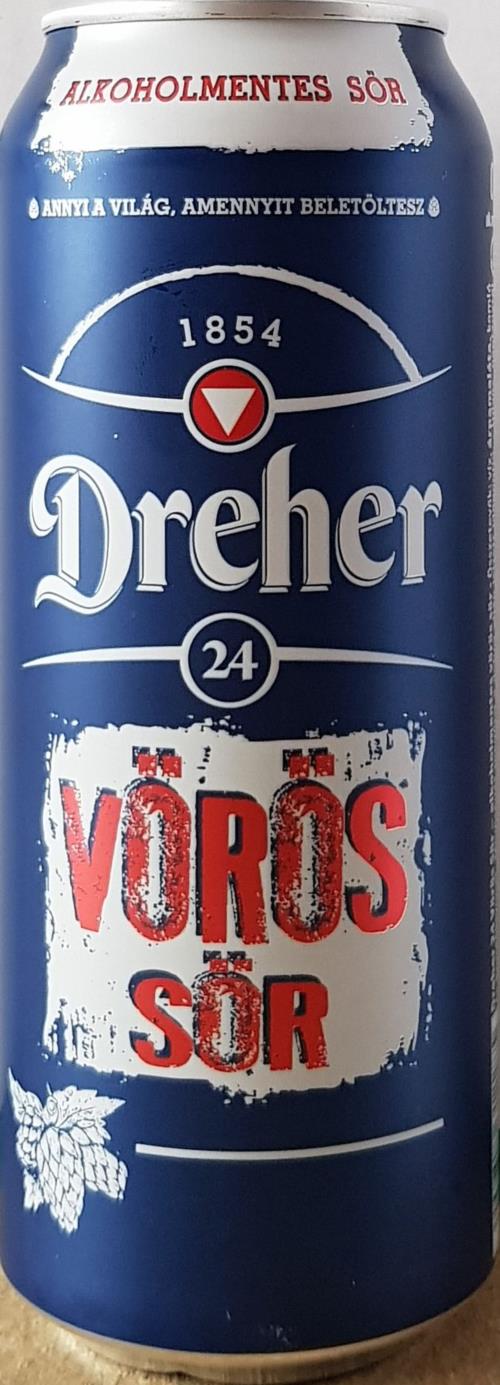 ALKOHOLMENTES SÖR
ANNYI A VILÁG, AMENNYIT BELETÖLTESZ
1854
Dreher
24
VÖRÖS
SÖR